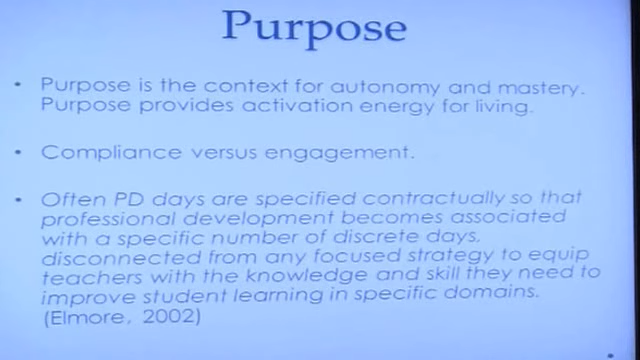 Purpose
• Purpose is the context for autonomy and mastery.
Purpose provides activation energy for living.
• Compliance versus engagement.
• Often PD days are specified contractually so that
professional development becomes associated
with a specific number of discrete days,
disconnected from any focused strategy to equip
teachers with the knowledge and skill they need to
improve student learning in specific domains.
(Elmore, 2002)